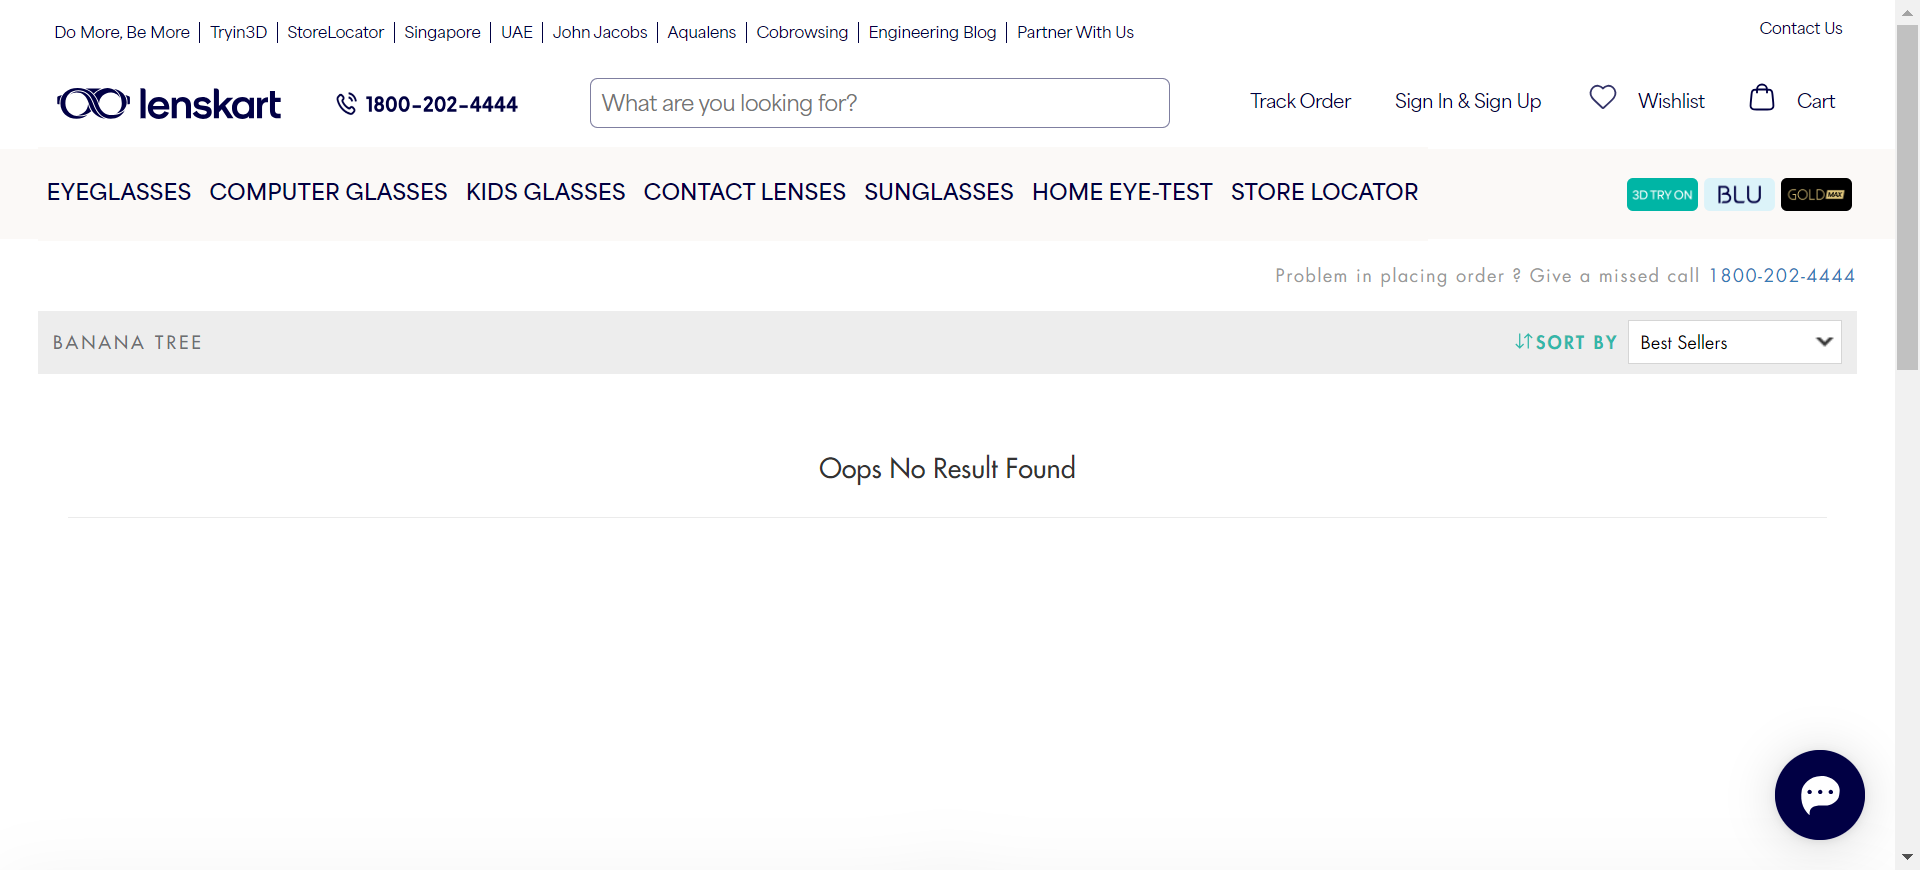 Do More, Be More Tryin3D StoreLocator Singapore UAE John Jacobs Aqualens Cobrowsing Engineering Blog Partner With Us Contact Us
lenskart 1800-202-4444 What are you looking for? Track Order Sign In & Sign Up Wishlist Cart
EYEGLASSES COMPUTER GLASSES KIDS GLASSES CONTACT LENSES SUNGLASSES HOME EYE-TEST STORE LOCATOR 3D TRY ON BLU GOLD MAX
Problem in placing order ? Give a missed call 1800-202-4444
BANANA TREE SORT BY Best Sellers
Oops No Result Found